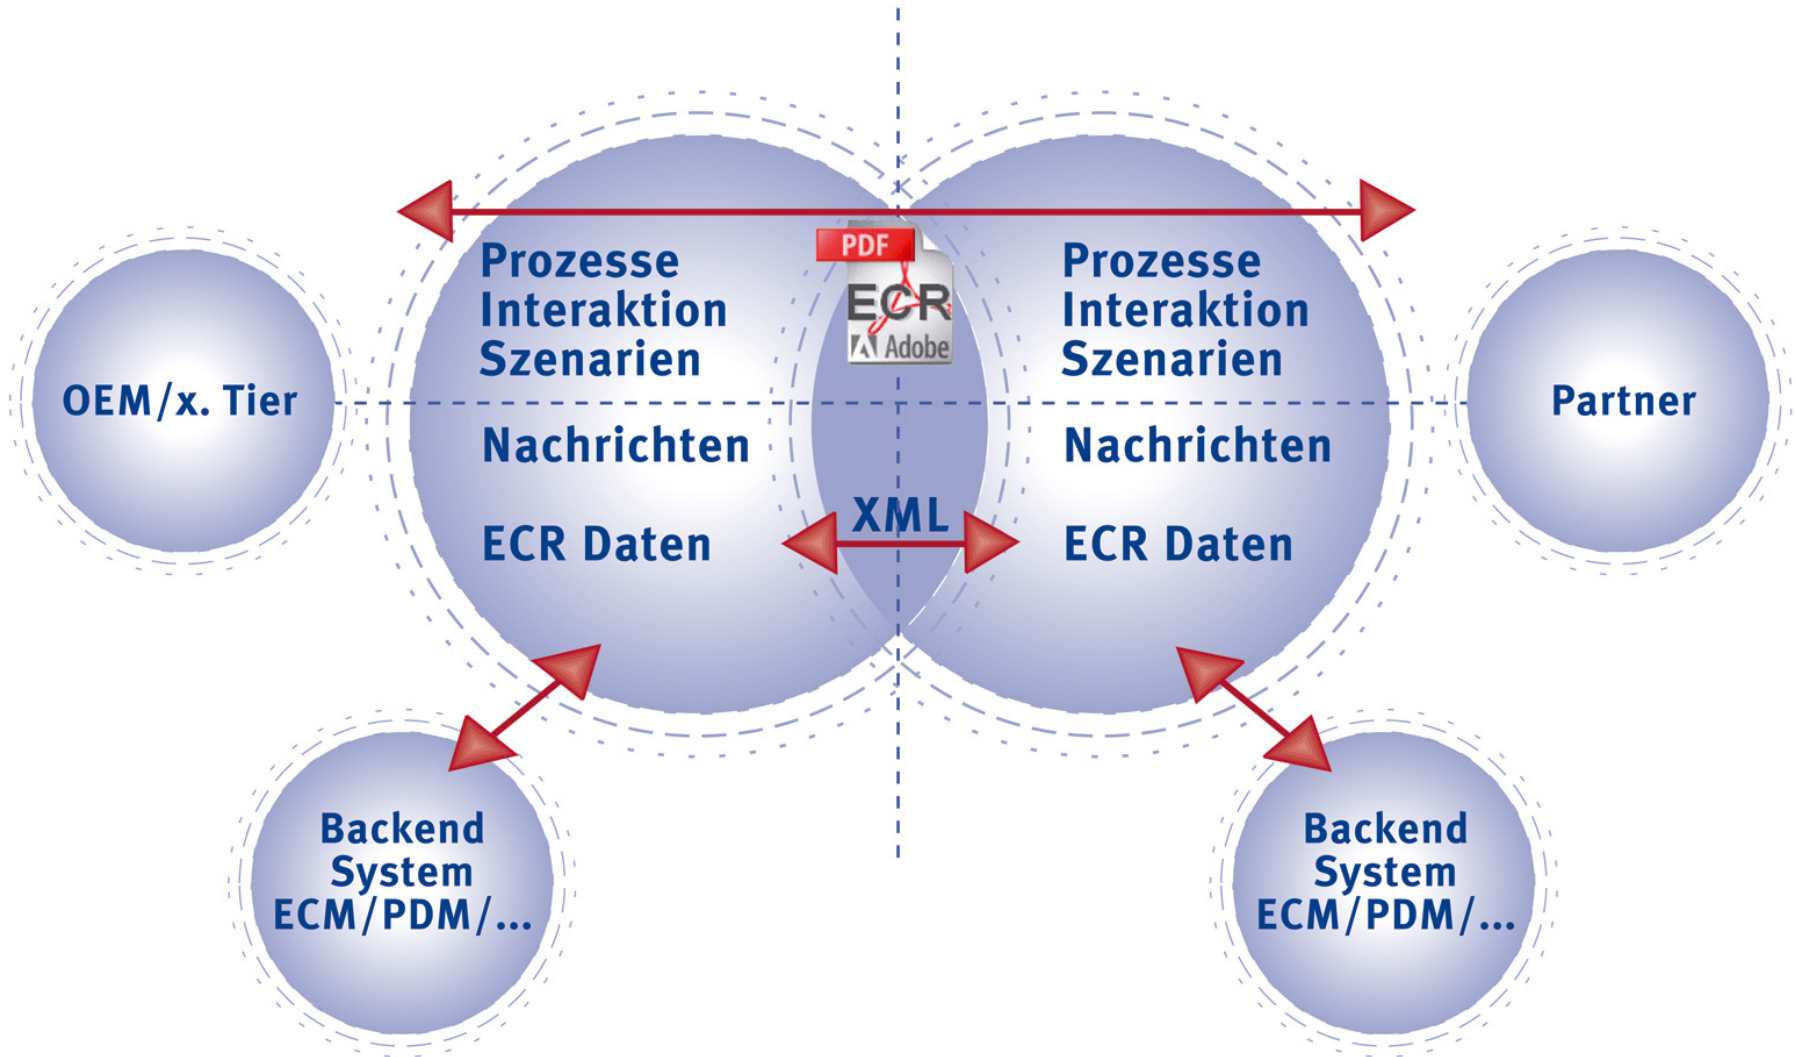 PDF
ECR
Adobe
Prozesse
Interaktion
Szenarien
Prozesse
Interaktion
Szenarien
OEM/x. Tier
Partner
Nachrichten
Nachrichten
XML
ECR Daten
ECR Daten
Backend
System
ECM/PDM/...
Backend
System
ECM/PDM/...